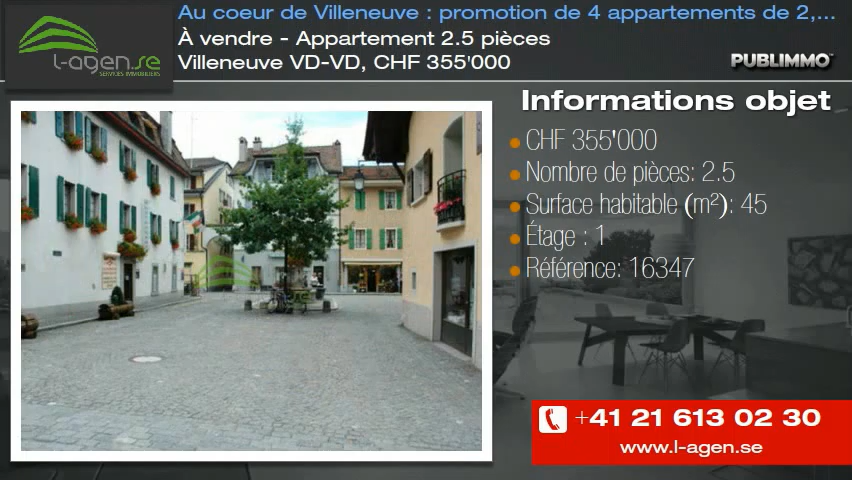 Au coeur de Villeneuve : promotion de 4 appartements de 2,...
À vendre - Appartement 2.5 pièces
Villeneuve VD-VD, CHF 355'000
l-agen.se
SERVICES IMMOBILIERS
PUBLIMMO
Informations objet
CHF 355'000
Nombre de pièces: 2.5
Surface habitable (m²): 45
Étage : 1
Référence: 16347
+41 21 613 02 30
www.l-agen.se